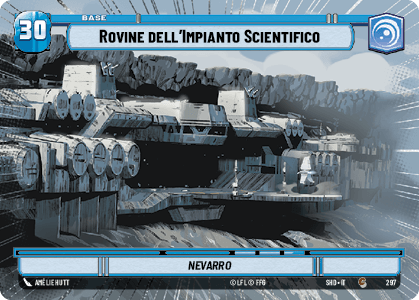 BASE
30
ROVINE DELL'IMPIANTO SCIENTIFICO
NEVARRO
AMÉLIE HUTT
© LFL © FFG
SHD • IT
297